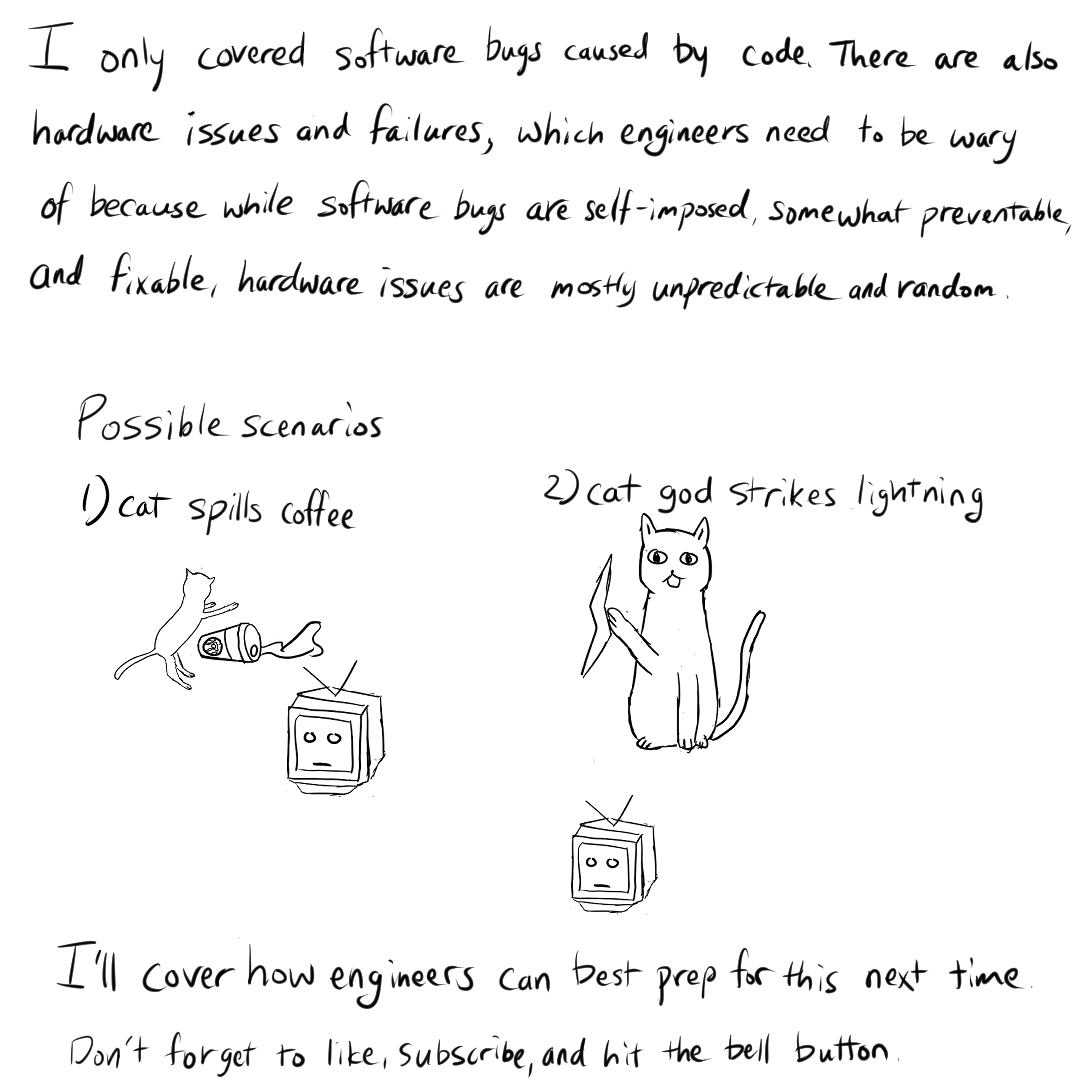 I only covered software bugs caused by code. There are also
hardware issues and failures, which engineers need to be wary
of because while software bugs are self-imposed, somewhat preventable,
and fixable, hardware issues are mostly unpredictable and random.
Possible scenarios
1) cat spills coffee
2) cat god strikes lightning
I'll cover how engineers can best prep for this next time.
Don't forget to like, subscribe, and hit the bell button.